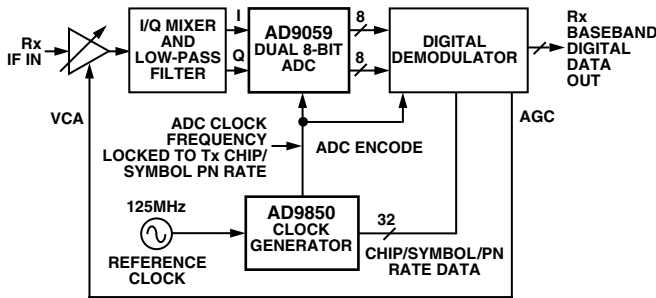 Rx
IF IN
VCA
I/Q MIXER
AND
LOW-PASS
FILTER
I
Q
AD9059
DUAL 8-BIT
ADC
8
8
DIGITAL
DEMODULATOR
Rx
BASEBAND
DIGITAL
DATA
OUT
AGC
ADC CLOCK
FREQUENCY
LOCKED TO Tx CHIP/
SYMBOL PN RATE
ADC ENCODE
125MHz
REFERENCE
CLOCK
AD9850
CLOCK
GENERATOR
32
CHIP/SYMBOL/PN
RATE DATA